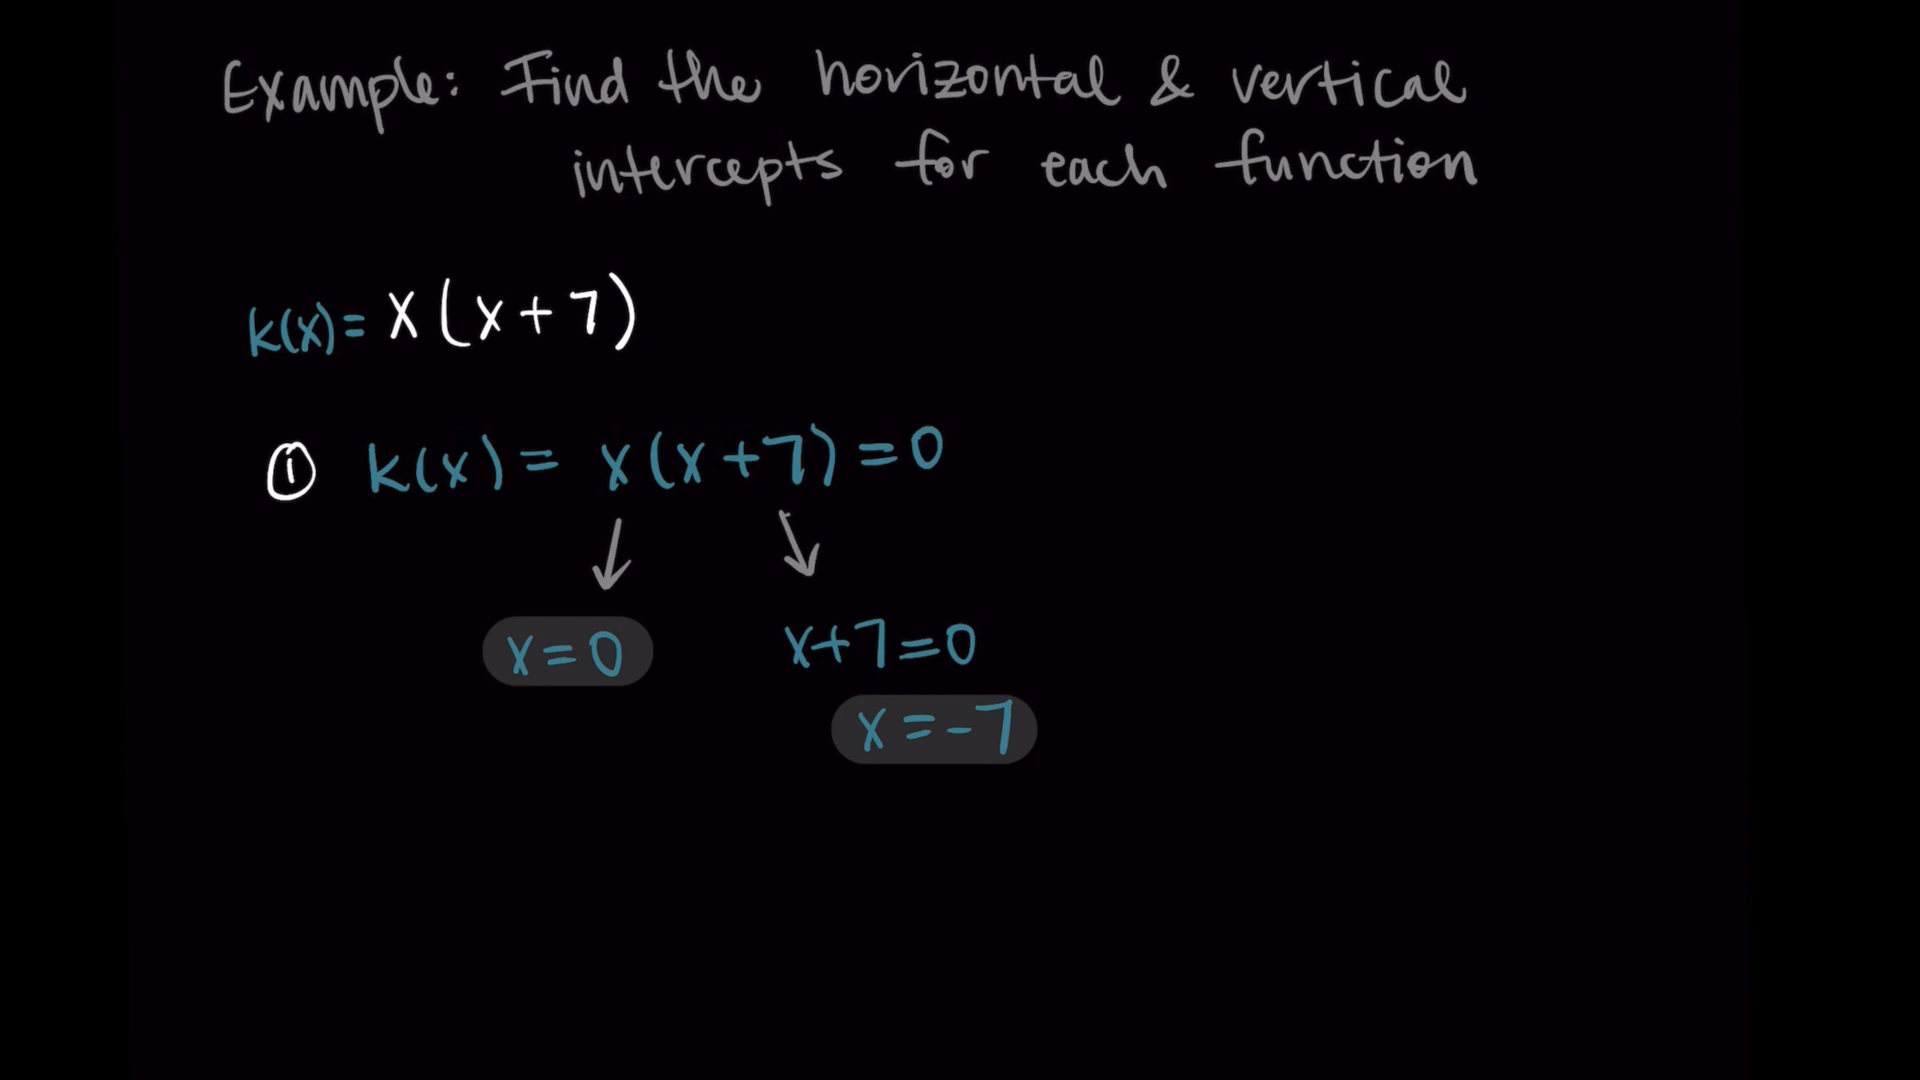 Example: Find the horizontal & vertical
intercepts for each function
k(x)= x(x+7)
① k(x)= x(x+7)=0
x=0
x+7=0
x=-7